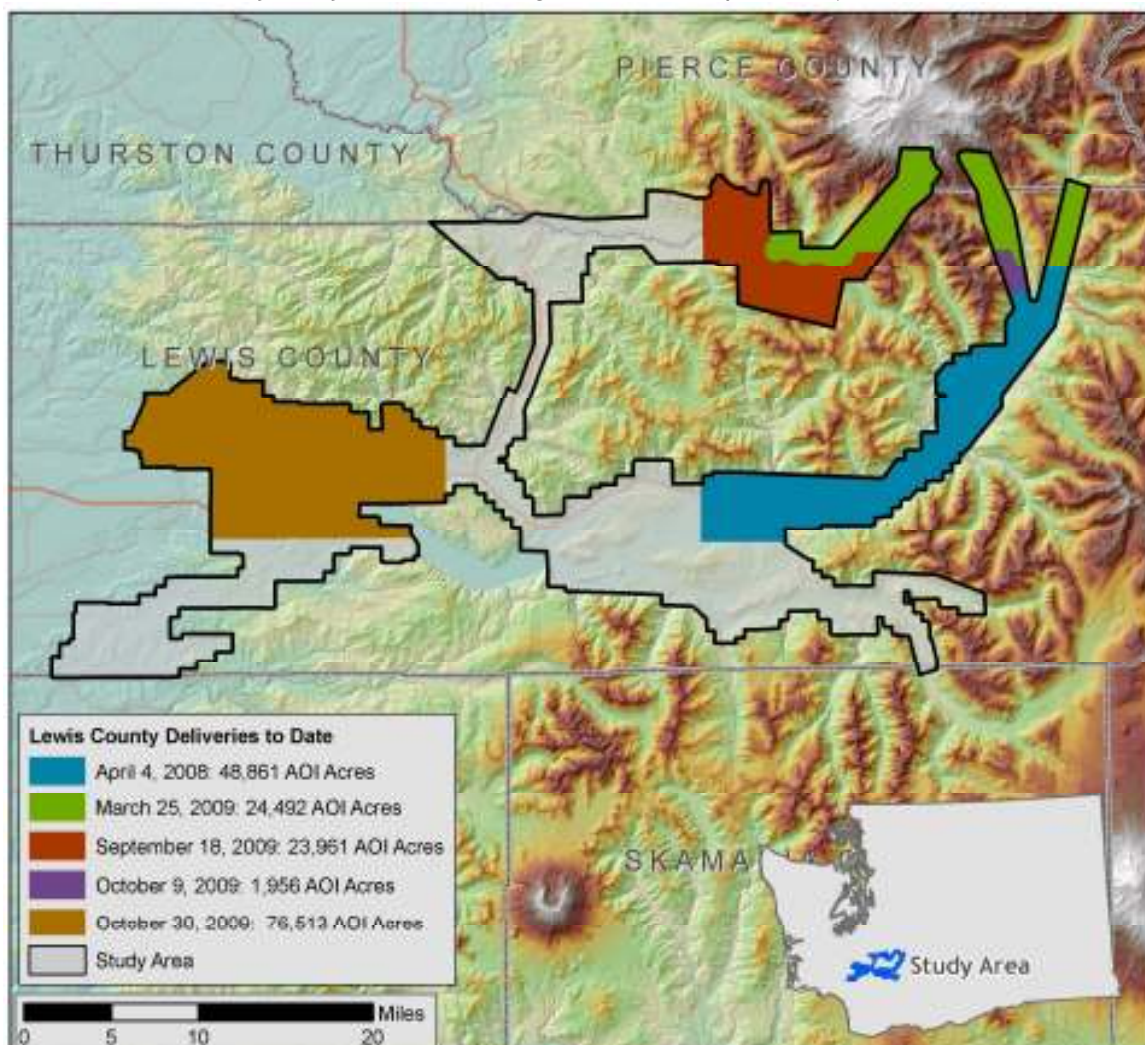 PIERCE COUNTY
THURSTON COUNTY
LEWIS COUNTY
Lewis County Deliveries to Date
April 4, 2008: 48,861 AOI Acres
March 25, 2009: 24,492 AOI Acres
September 18, 2009: 23,961 AOI Acres
October 9, 2009: 1,956 AOI Acres
October 30, 2009: 76,513 AOI Acres
Study Area
SKAMA
Study Area
Miles
0 5 10 20